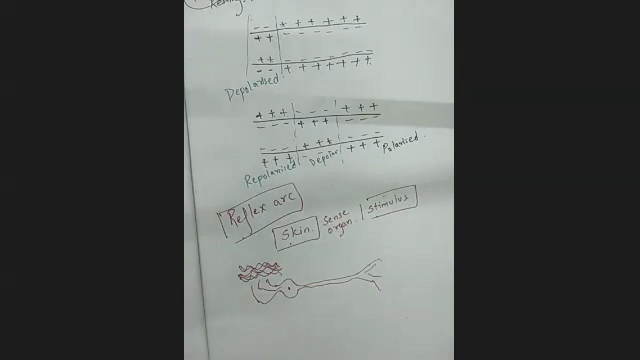 - - + + + + + +
+ + - - - - - - -
+ + - - - - - - -
- - + + + + + + +
Depolarised
+ + + - - - + + +
- - - + + + - - -
- - - + + + - - -
+ + + - - + + +
Repolarised Depolar Polarised.
Reflex arc
Skin Sense organ. stimulus